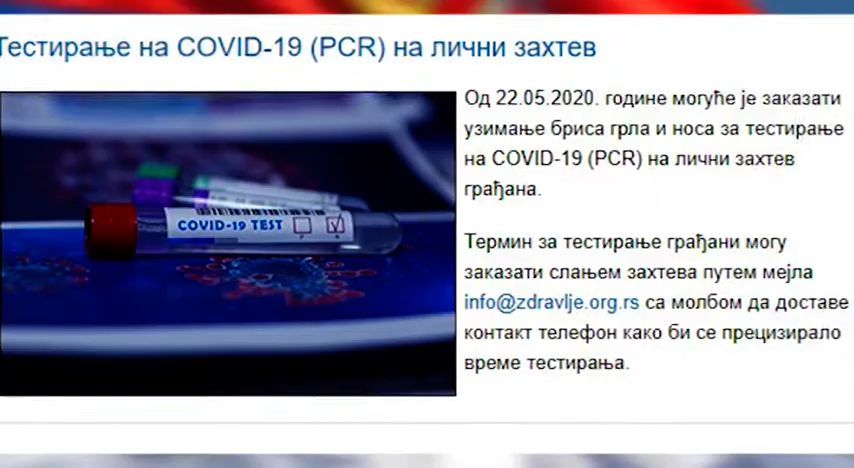 Тестирање на COVID-19 (PCR) на лични захтев
Од 22.05.2020. године могуће је заказати
узимање бриса грла и носа за тестирање
на COVID-19 (PCR) на лични захтев
грађана.
COVID-19 TEST
Термин за тестирање грађани могу
заказати слањем захтева путем мејла
info@zdravlje.org.rs са молбом да доставе
контакт телефон како би се прецизирало
време тестирања.